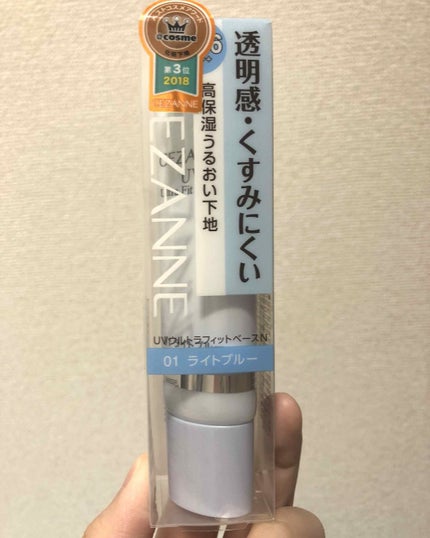 @cosme
第3位
2018
CEZANNE
透明感・くすみにくい
高保湿うるおい下地
EZANNE
UVウルトラフィットベースN
01 ライトブルー